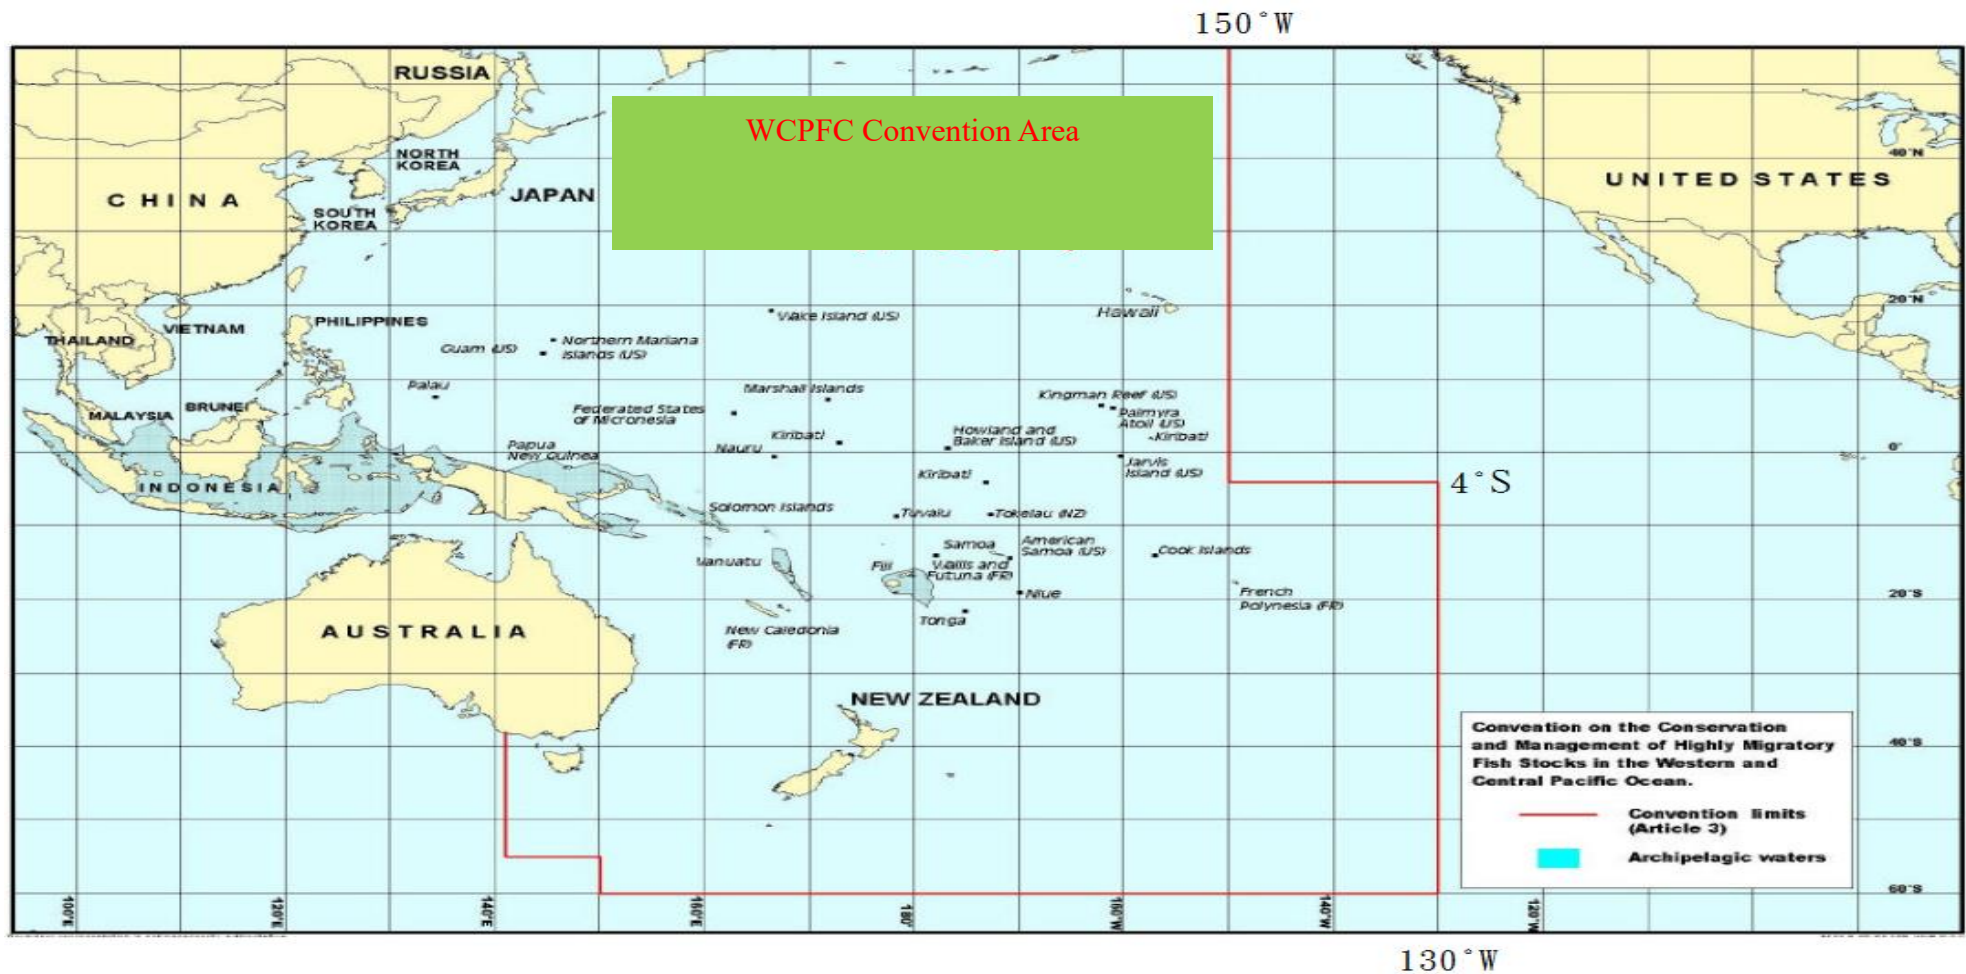 150°W
RUSSIA
WCPFC Convention Area
NORTH
KOREA
40°N
CHINA
JAPAN
UNITED STATES
SOUTH
KOREA
20°N
Hawaii
Wake Island (US)
PHILIPPINES
VIETNAM
THAILAND
Guam (US)
Northern Mariana
Islands (US)
Palau
Marshall Islands
Kingman Reef (US)
MALAYSIA
BRUNEI
Federated States
of Micronesia
Palmyra
Atoll (US)
Kiribati
Howland and
Baker Island (US)
Kiribati
Papua
New Guinea
Nauru
0°
Jarvis
Island (US)
Kiribati
INDONESIA
4°S
Solomon Islands
Tuvalu
Tokelau (NZ)
Samoa
American
Samoa (US)
Cook Islands
Vanuatu
Fiji
Wallis and
Futuna (FR)
Niue
French
Polynesia (FR)
20°S
Tonga
AUSTRALIA
New Caledonia
(FR)
NEW ZEALAND
Convention on the Conservation
and Management of Highly Migratory
Fish Stocks in the Western and
Central Pacific Ocean.
40°S
Convention limits
(Article 3)
Archipelagic waters
60°S
100°E
120°E
140°E
160°E
180°
160°W
140°W
120°W
130°W